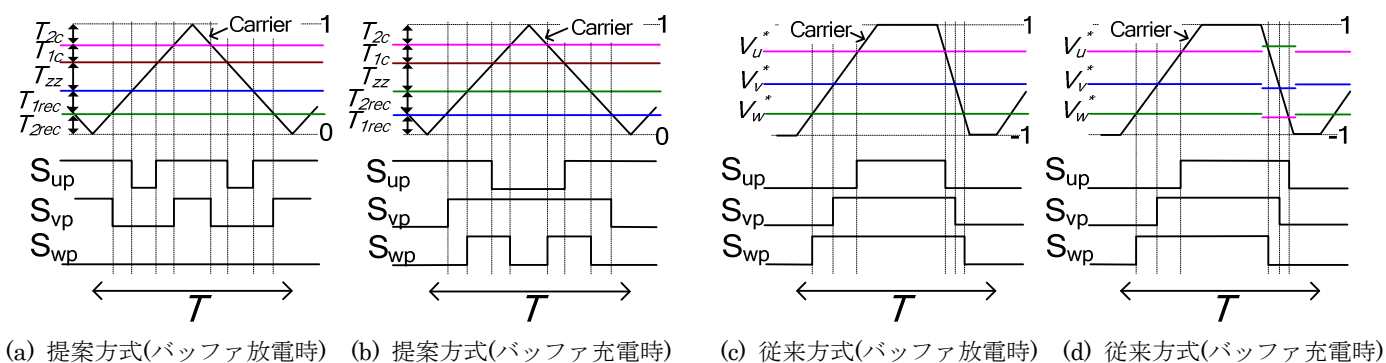 T2c
T1c
Tzz
T1rec
T2rec
Carrier
1
0
Sup
Svp
Swp
T
(a) 提案方式(バッファ放電時)
T2c
T1c
Tzz
T2rec
T1rec
Carrier
1
0
Sup
Svp
Swp
T
(b) 提案方式(バッファ充電時)
Vu*
Vv*
Vw*
Carrier
1
-1
Sup
Svp
Swp
T
(c) 従来方式(バッファ放電時)
Vu*
Vv*
Vw*
Carrier
1
-1
Sup
Svp
Swp
T
(d) 従来方式(バッファ充電時)